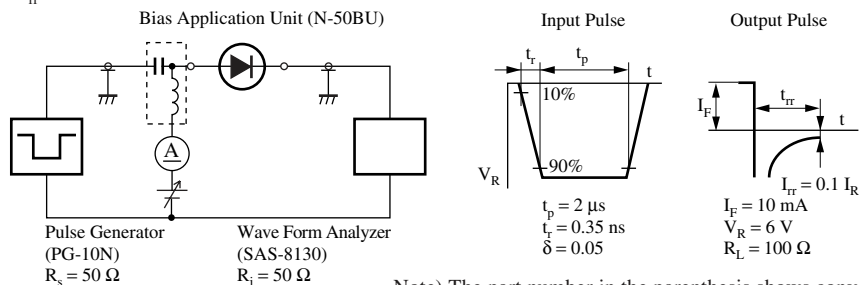 rr
Bias Application Unit (N-50BU)
A
Pulse Generator
(PG-10N)
R_s = 50 Ω
Wave Form Analyzer
(SAS-8130)
R_i = 50 Ω
Input Pulse
t_r
t_p
t
10%
90%
V_R
t_p = 2 µs
t_r = 0.35 ns
δ = 0.05
Output Pulse
I_F
t_rr
t
I_rr = 0.1 I_R
I_F = 10 mA
V_R = 6 V
R_L = 100 Ω